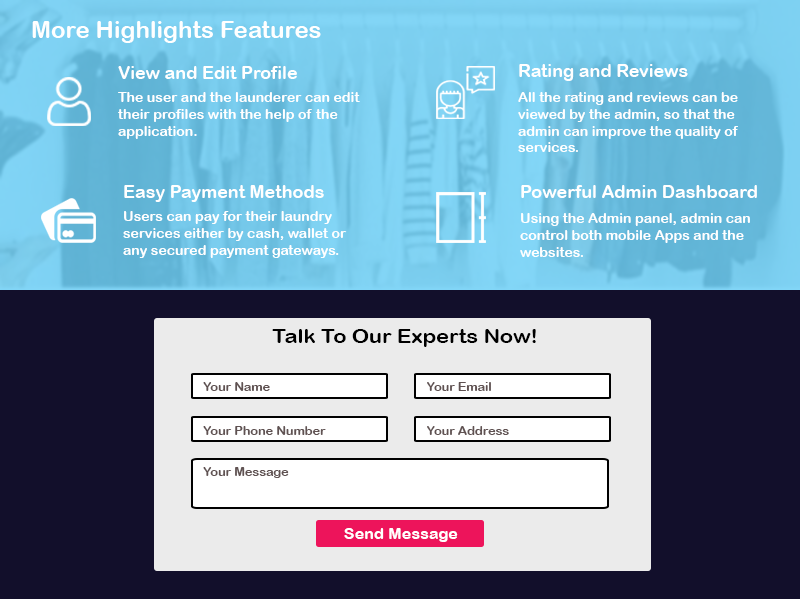 More Highlights Features
View and Edit Profile
The user and the launderer can edit
their profiles with the help of the
application.
Rating and Reviews
All the rating and reviews can be
viewed by the admin, so that the
admin can improve the quality of
services.
Easy Payment Methods
Users can pay for their laundry
services either by cash, wallet or
any secured payment gateways.
Powerful Admin Dashboard
Using the Admin panel, admin can
control both mobile Apps and the
websites.
Talk To Our Experts Now!
Your Name
Your Email
Your Phone Number
Your Address
Your Message
Send Message